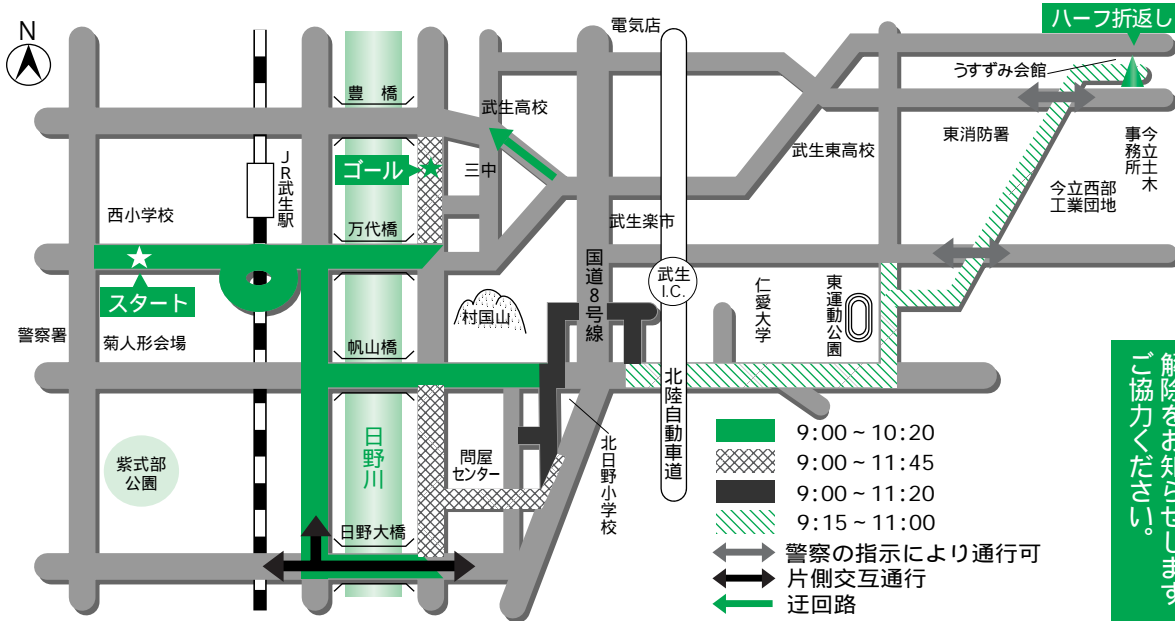 N
電気店
ハーフ折返し
うすずみ会館
豊 橋
武生高校
武生東高校
東消防署
今立土木
事務所
JR武生駅
ゴール
三中
今立西部
工業団地
西小学校
万代橋
武生楽市
スタート
国道8号線
武生
I.C.
仁愛大学
東運動公園
村国山
警察署
菊人形会場
帆山橋
北陸自動車道
解除をお知らせします
ご協力ください。
紫式部
公園
日野川
問屋
センター
北日野小学校
日野大橋
9:00~10:20
9:00~11:45
9:00~11:20
9:15~11:00
警察の指示により通行可
片側交互通行
迂回路